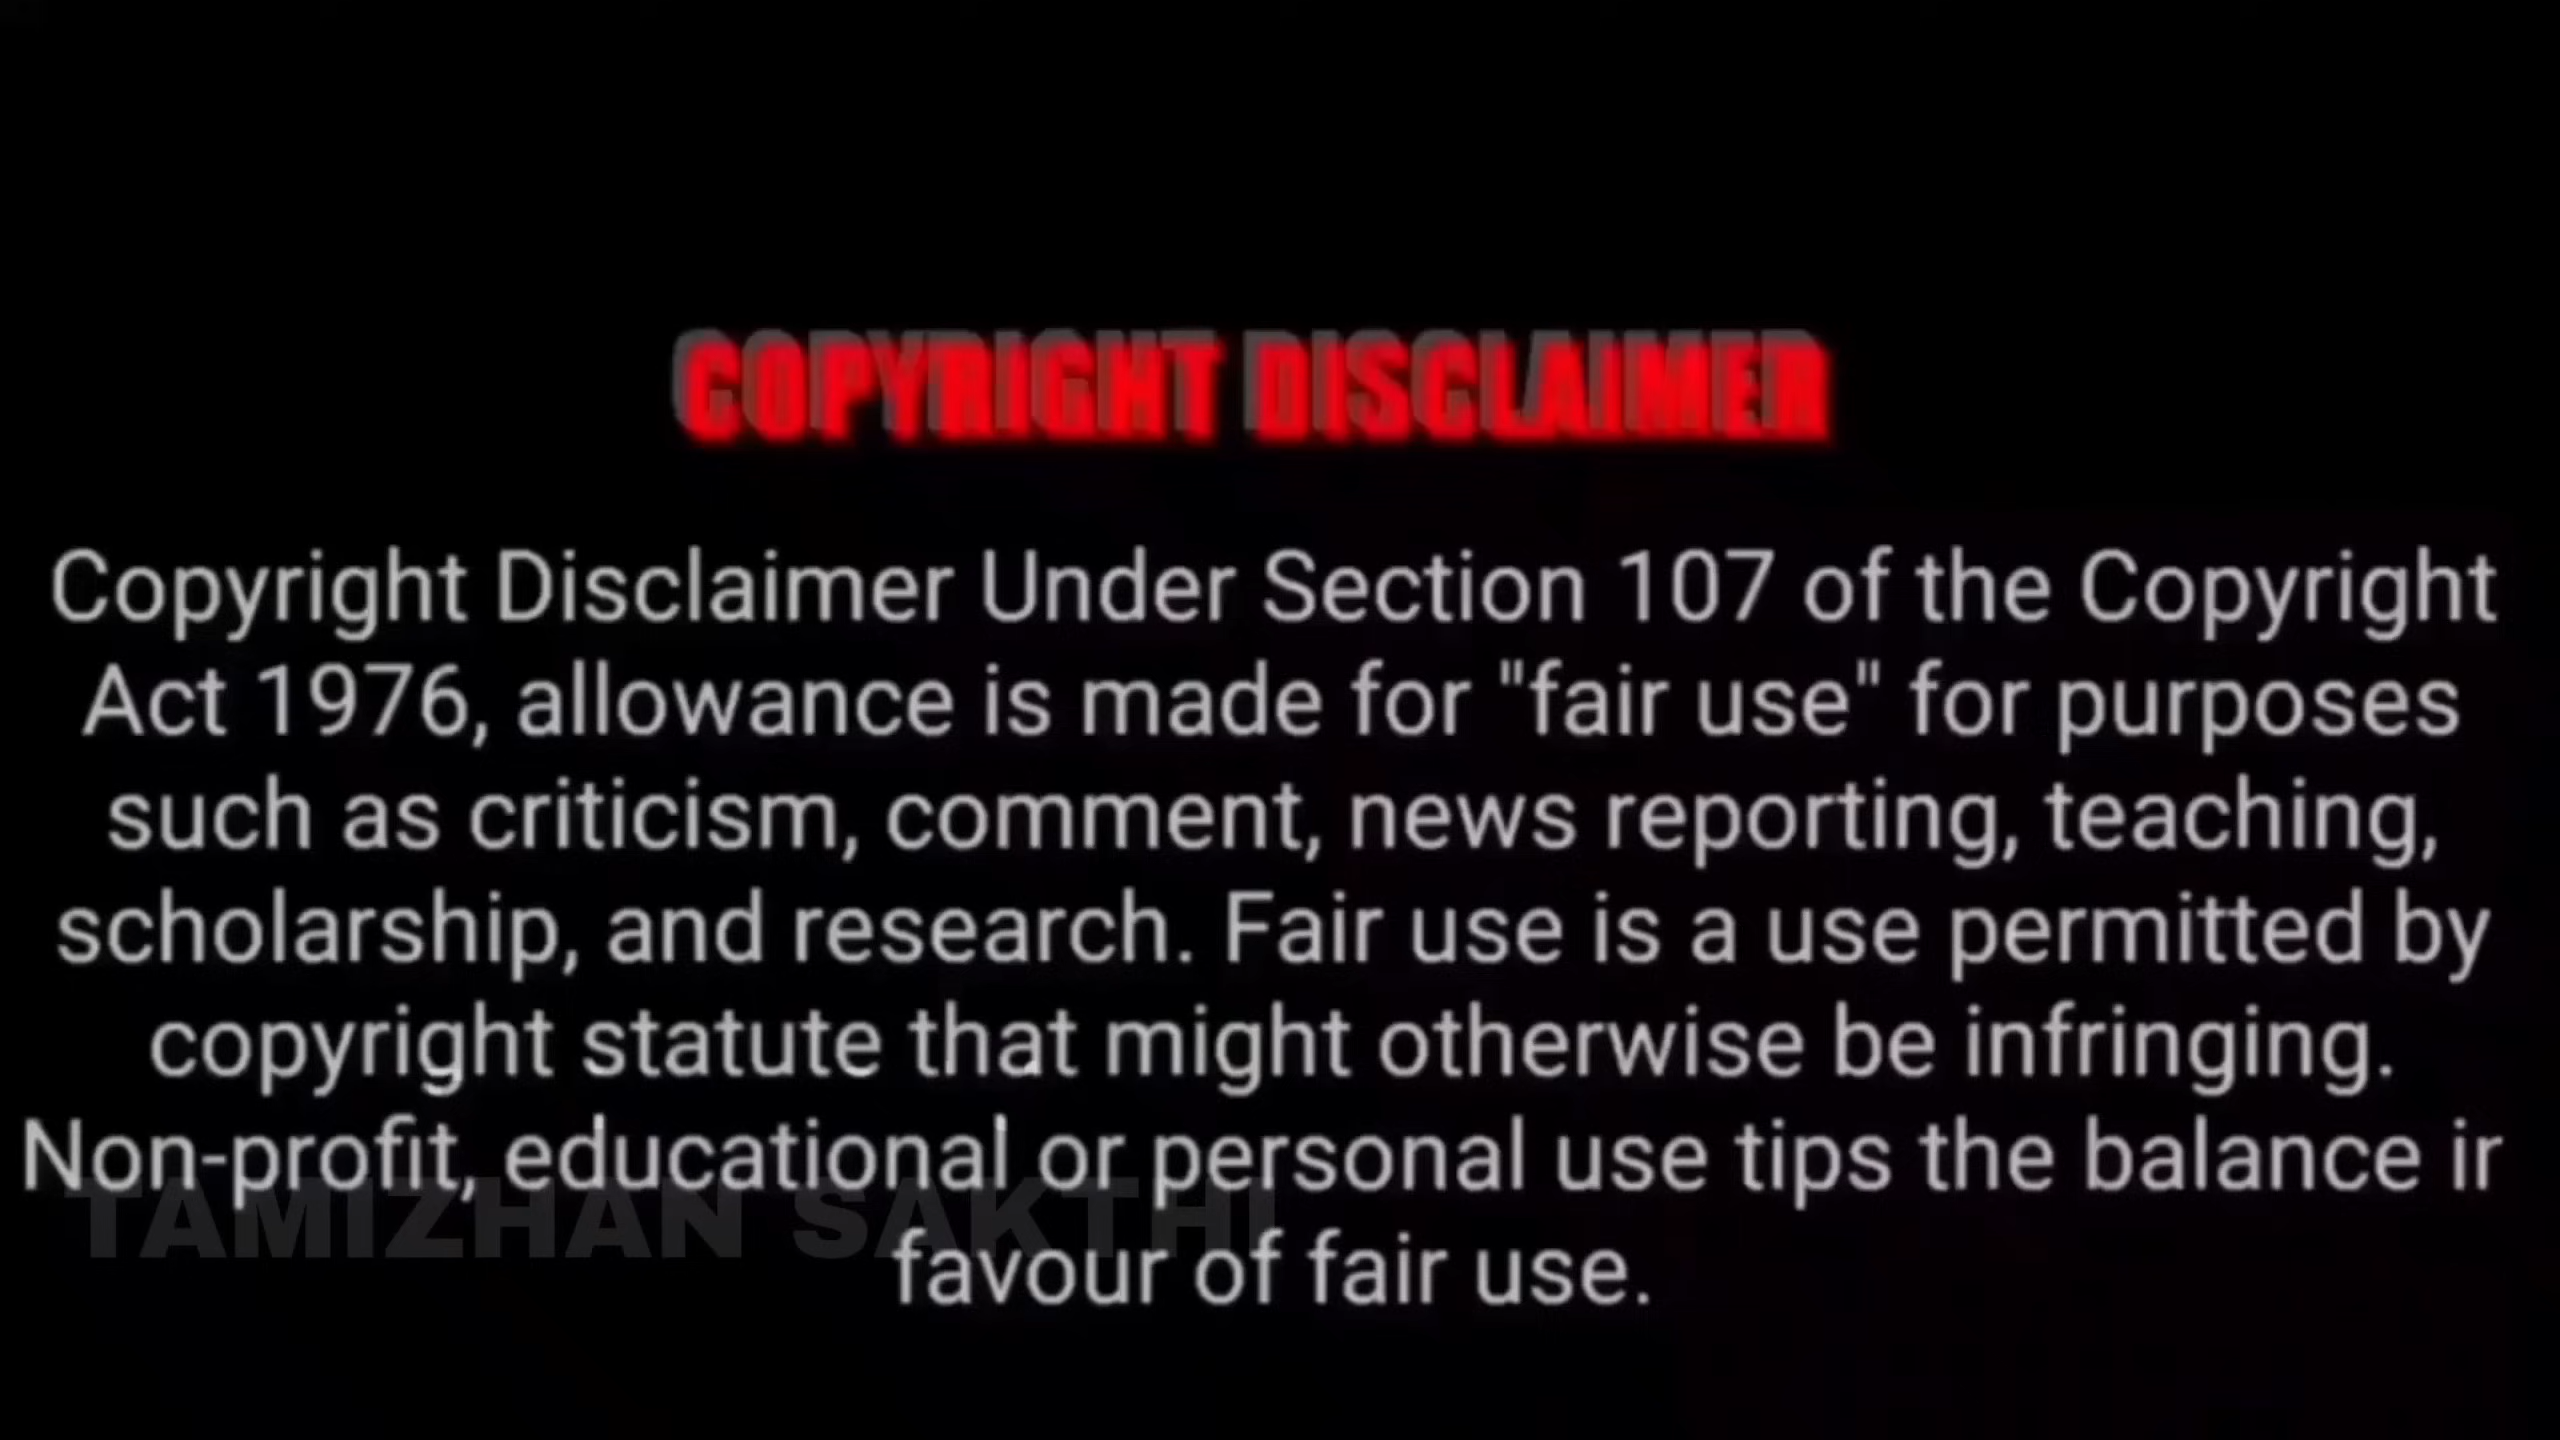 COPYRIGHT DISCLAIMER
Copyright Disclaimer Under Section 107 of the Copyright
Act 1976, allowance is made for "fair use" for purposes
such as criticism, comment, news reporting, teaching,
scholarship, and research. Fair use is a use permitted by
copyright statute that might otherwise be infringing.
Non-profit, educational or personal use tips the balance ir
TAMIZHAN SAKTHI
favour of fair use.